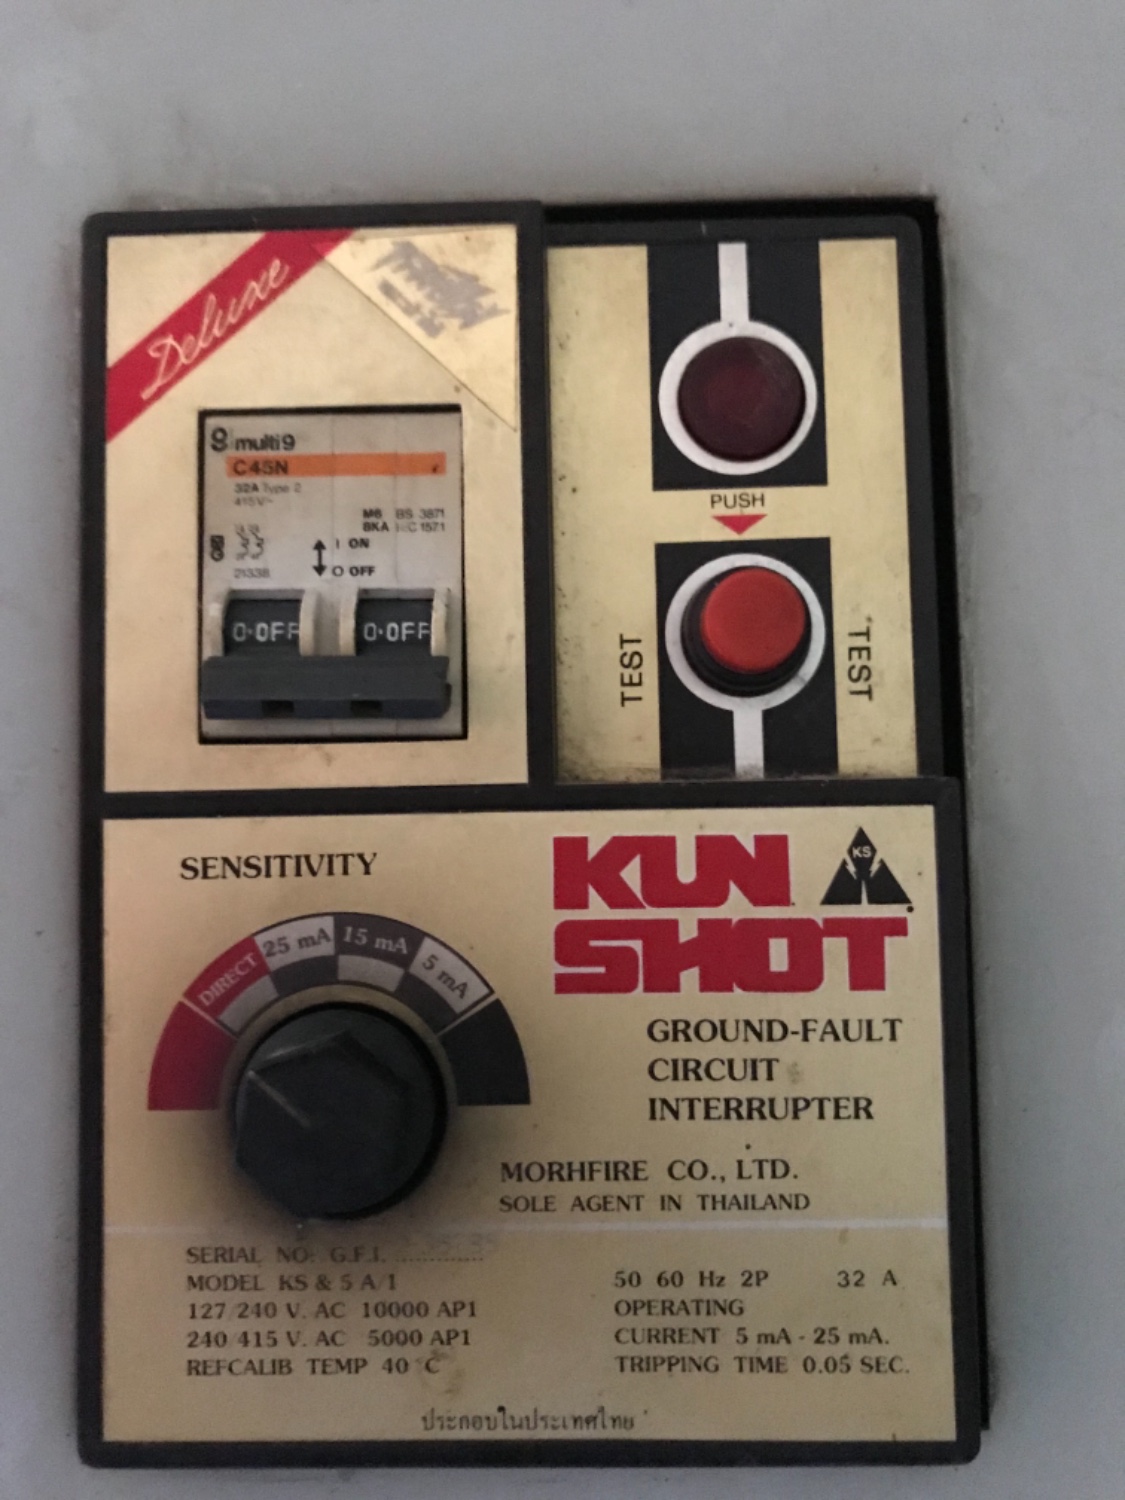 Deluxe
multi9
C45N
32A Type 2
415V~
M6 BS 3871
6KA IEC 1571
I ON
O OFF
21338
O·OFF O·OFF
PUSH
TEST
TEST
SENSITIVITY
DIRECT 25 mA 15 mA 5 mA
KUN
SHOT
KS
GROUND-FAULT
CIRCUIT
INTERRUPTER
MORHFIRE CO., LTD.
SOLE AGENT IN THAILAND
SERIAL NO: G.F.I. ..............
MODEL KS & 5 A/1
127/240 V. AC 10000 AP1
240 415 V. AC 5000 AP1
REFCALIB TEMP 40 °C
50 60 Hz 2P 32 A
OPERATING
CURRENT 5 mA - 25 mA.
TRIPPING TIME 0.05 SEC.
ประกอบในประเทศไทย